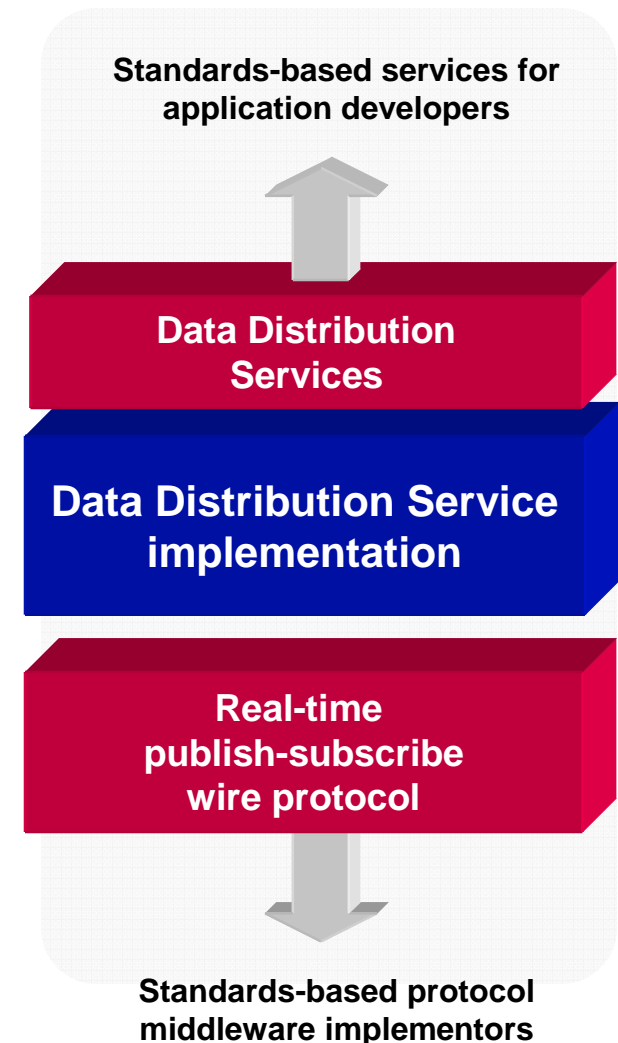 Standards-based services for
application developers
Data Distribution
Services
Data Distribution Service
implementation
Real-time
publish-subscribe
wire protocol
Standards-based protocol
middleware implementors